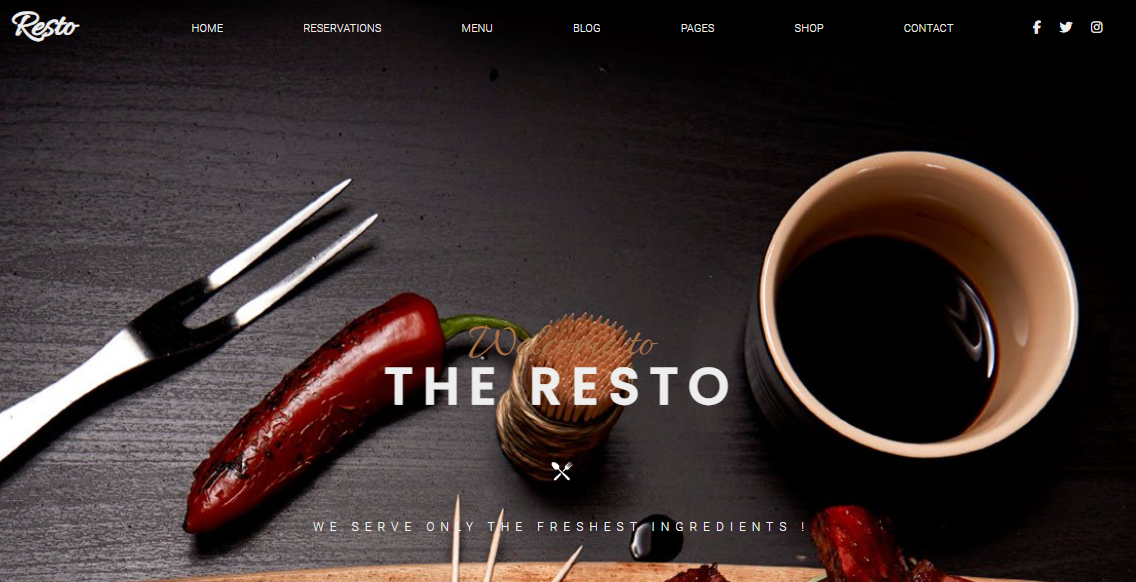 Resto
HOME
RESERVATIONS
MENU
BLOG
PAGES
SHOP
CONTACT
Welcome to
THE RESTO
WE SERVE ONLY THE FRESHEST INGREDIENTS !